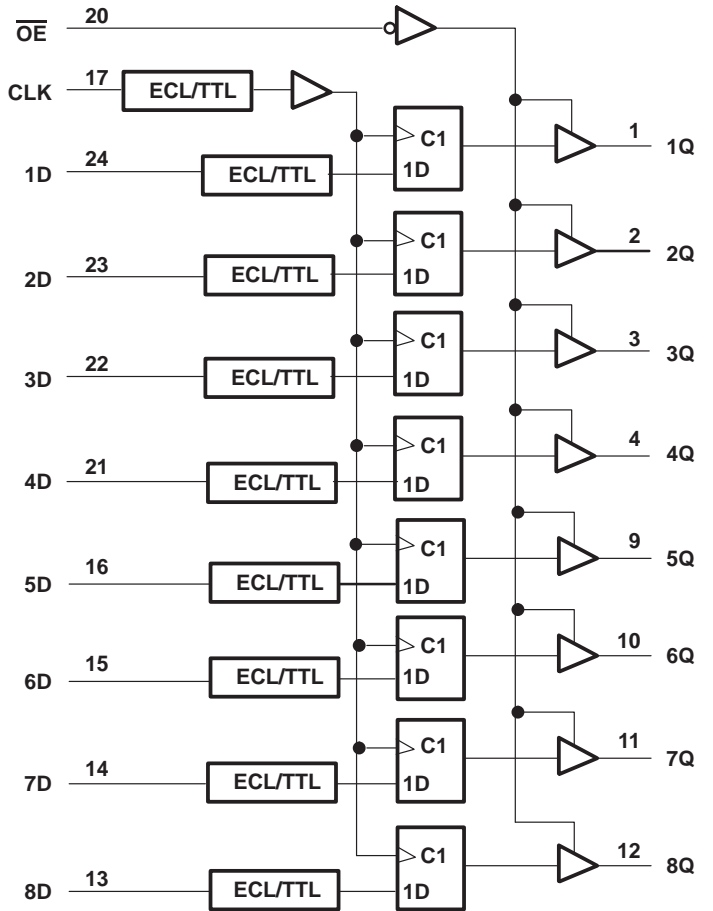 OE 20
CLK 17 ECL/TTL
C1 1 1Q
1D 24 ECL/TTL 1D
C1 2 2Q
2D 23 ECL/TTL 1D
C1 3 3Q
3D 22 ECL/TTL 1D
C1 4 4Q
4D 21 ECL/TTL 1D
C1 9 5Q
5D 16 ECL/TTL 1D
C1 10 6Q
6D 15 ECL/TTL 1D
C1 11 7Q
7D 14 ECL/TTL 1D
C1 12 8Q
8D 13 ECL/TTL 1D